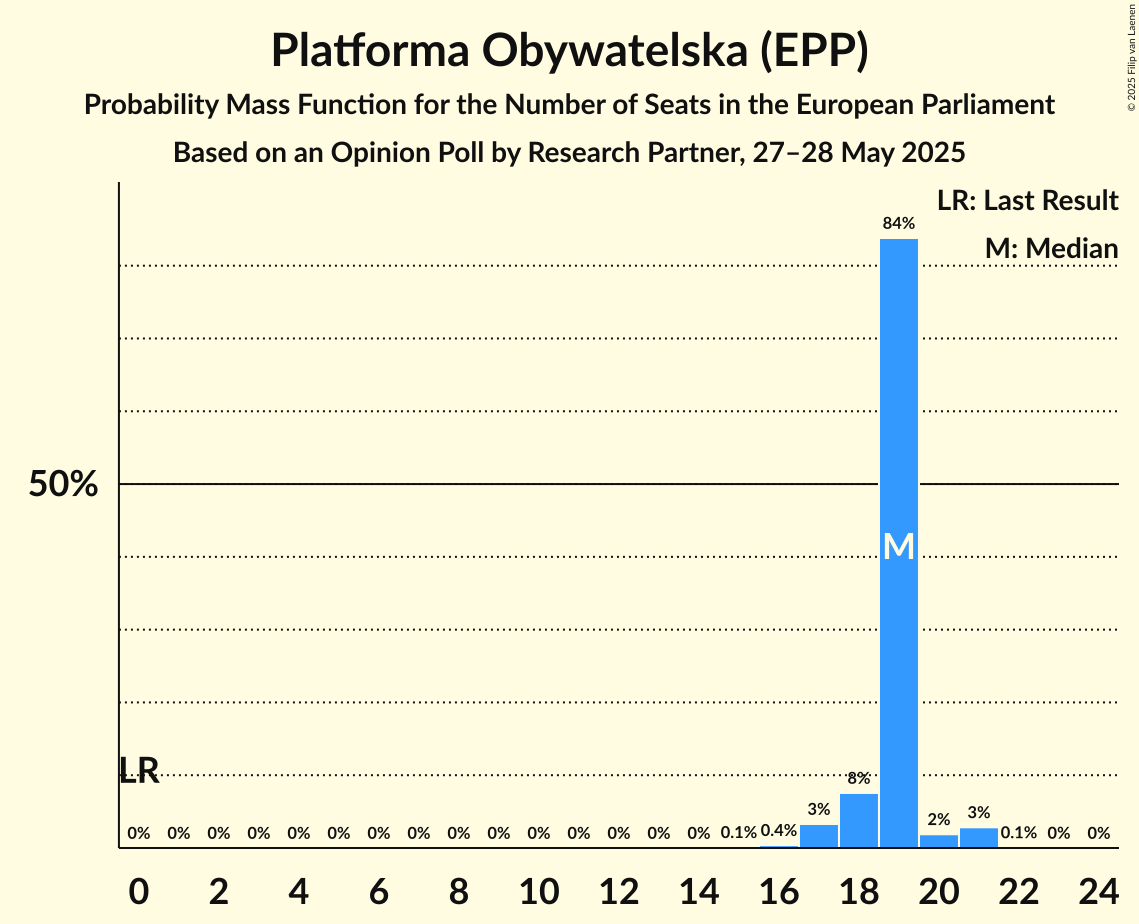 Platforma Obywatelska (EPP)
Probability Mass Function for the Number of Seats in the European Parliament
Based on an Opinion Poll by Research Partner, 27–28 May 2025
© 2025 Filip van Laenen
LR: Last Result
M: Median
84%
50%
M
LR
0% 0% 0% 0% 0% 0% 0% 0% 0% 0% 0% 0% 0% 0% 0% 0.1% 0.4% 3% 8% 2% 3% 0.1% 0% 0%
0 2 4 6 8 10 12 14 16 18 20 22 24